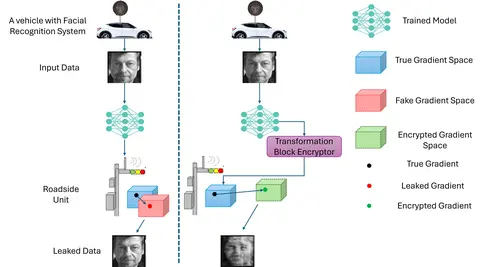 A vehicle with Facial
Recognition System
Input Data
Roadside
Unit
Leaked Data
Transformation
Block Encryptor
Trained Model
True Gradient Space
Fake Gradient Space
Encrypted Gradient
Space
True Gradient
Leaked Gradient
Encrypted Gradient